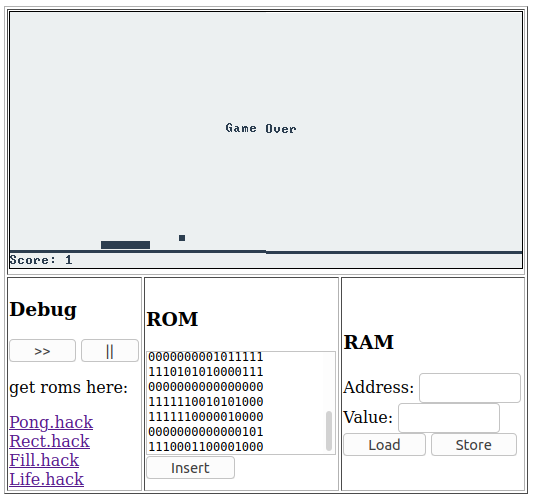 Game Over
Score: 1
Debug
>>
||
get roms here:
Pong.hack
Rect.hack
Fill.hack
Life.hack
ROM
0000000001011111
1110101010000111
0000000000000000
1111110010101000
1111110000010000
0000000000000101
1110001100001000
Insert
RAM
Address:
Value:
Load
Store